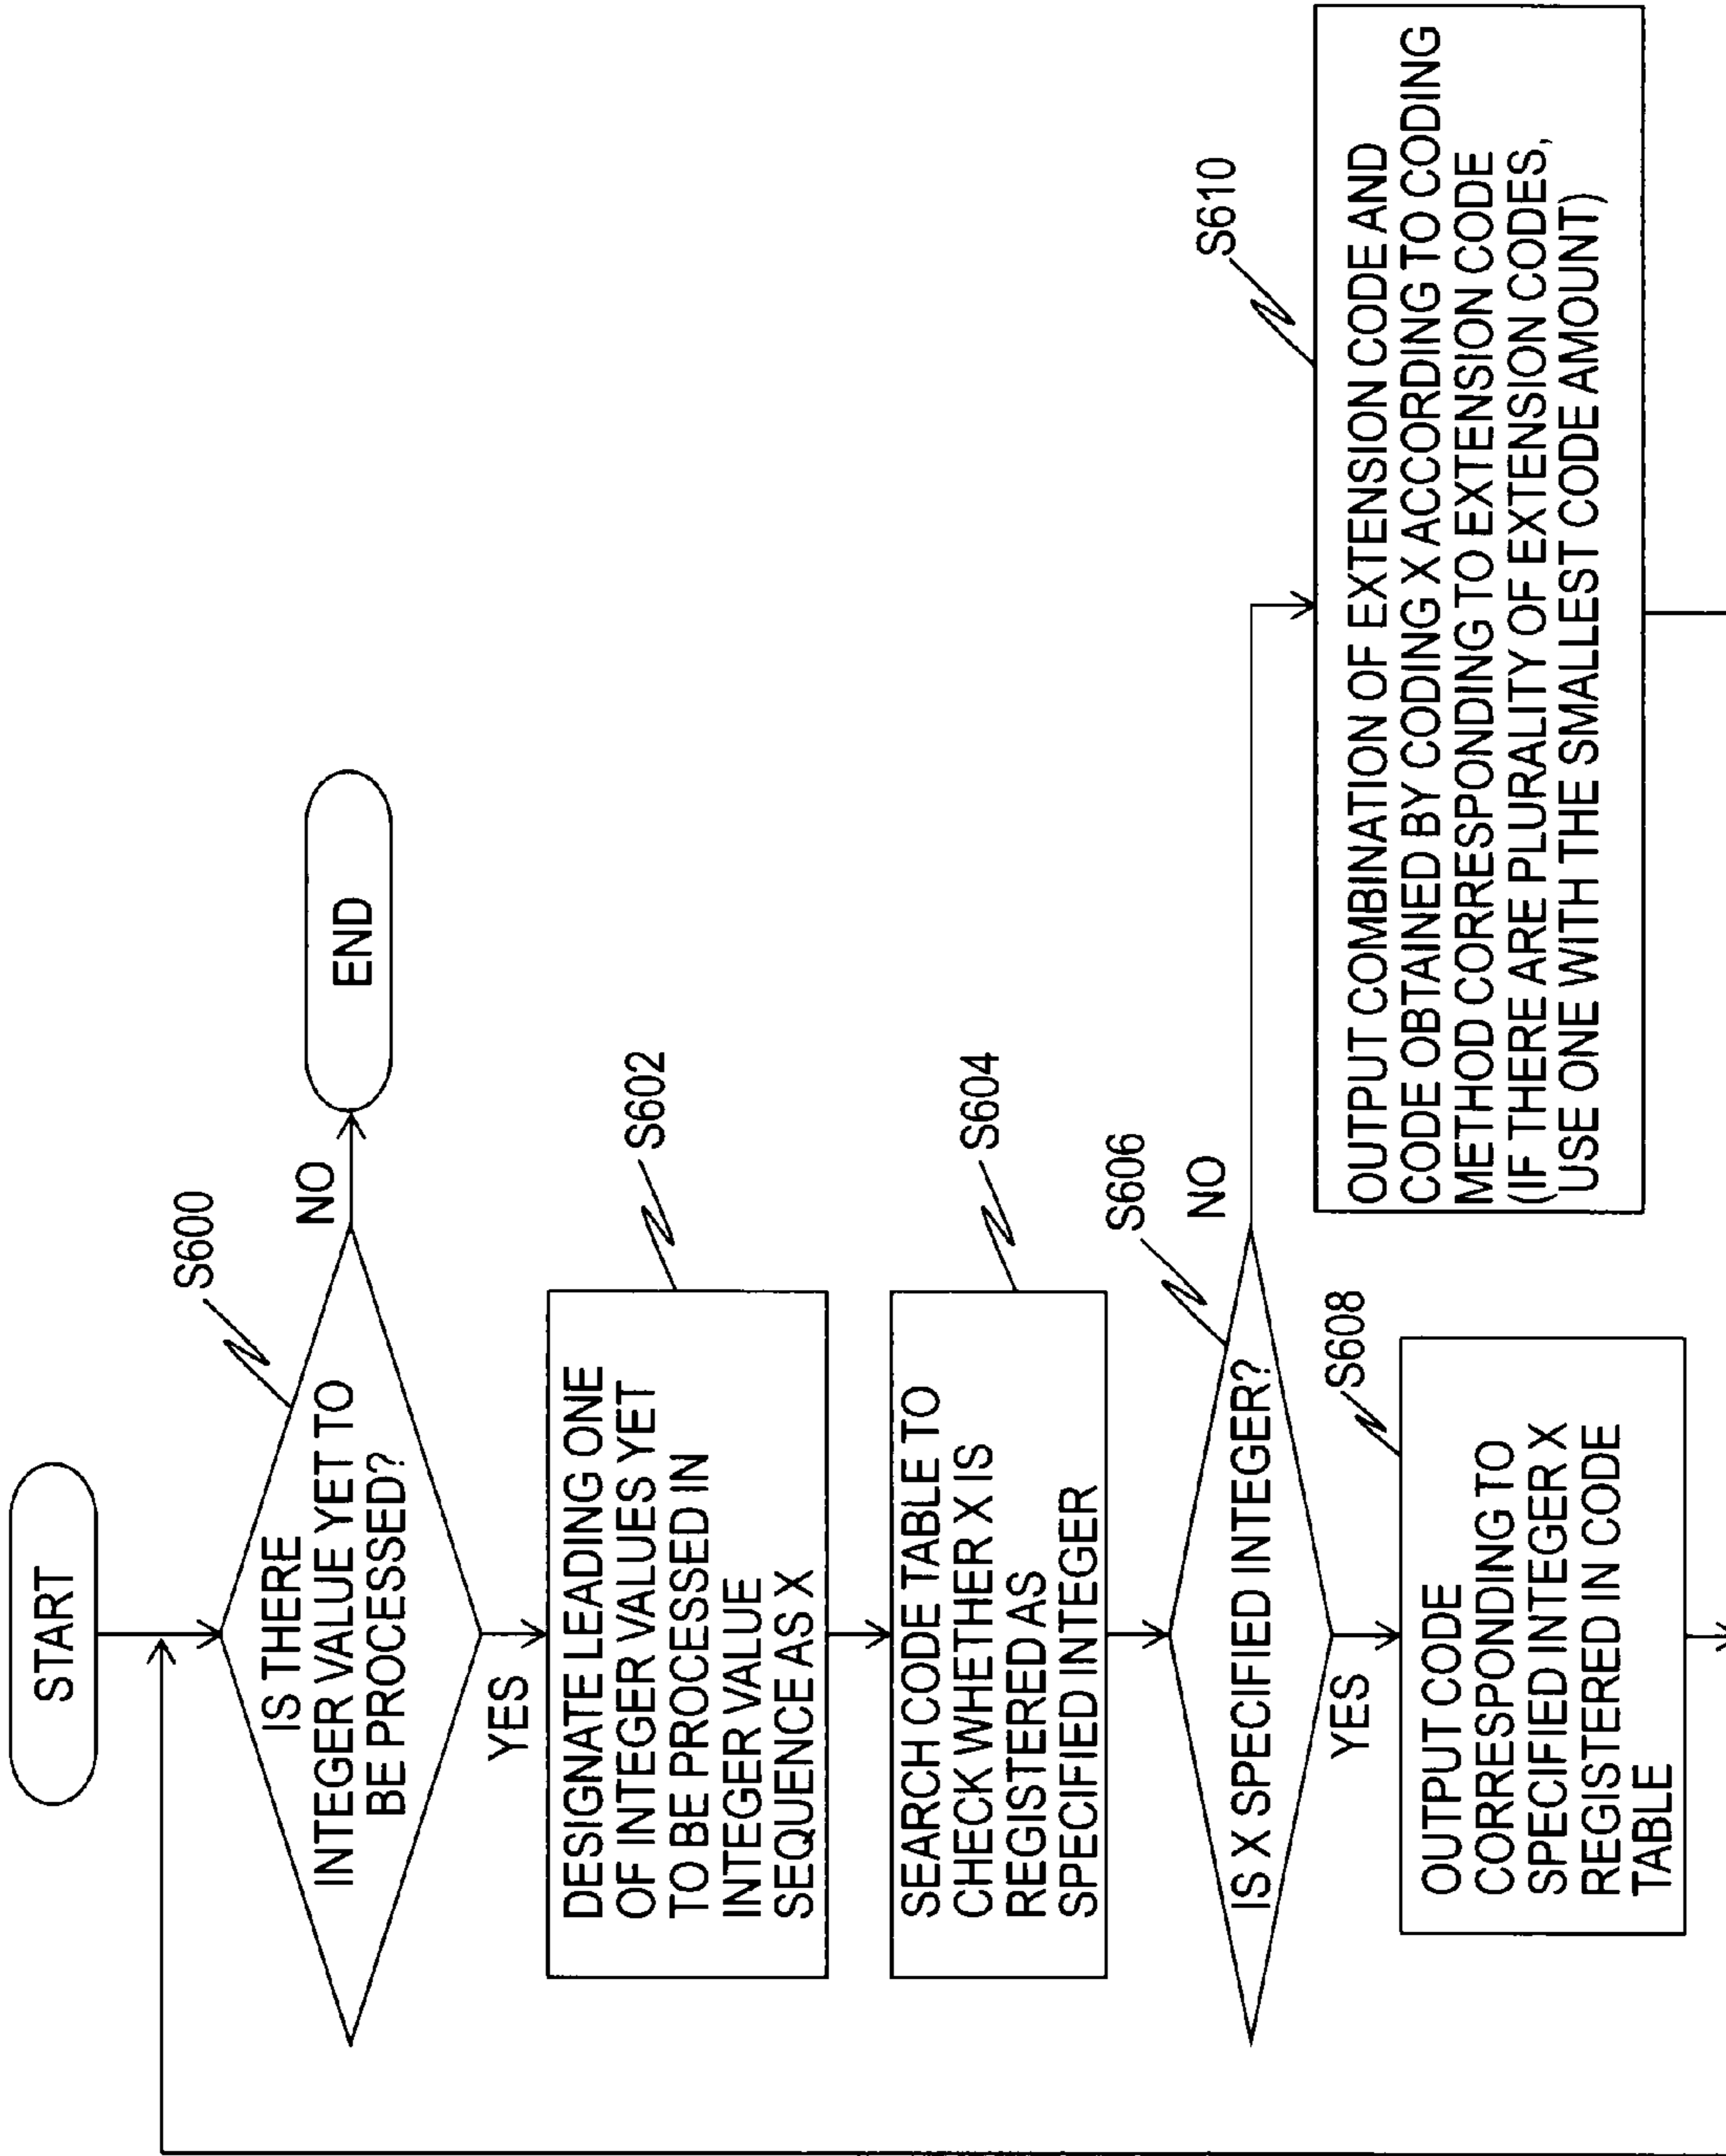 START
S600
IS THERE
INTEGER VALUE YET TO
BE PROCESSED?
NO
END
YES
S602
DESIGNATE LEADING ONE
OF INTEGER VALUES YET
TO BE PROCESSED IN
INTEGER VALUE
SEQUENCE AS X
S604
SEARCH CODE TABLE TO
CHECK WHETHER X IS
REGISTERED AS
SPECIFIED INTEGER
S606
IS X SPECIFIED INTEGER?
NO
YES
S608
OUTPUT CODE
CORRESPONDING TO
SPECIFIED INTEGER X
REGISTERED IN CODE
TABLE
S610
OUTPUT COMBINATION OF EXTENSION CODE AND
CODE OBTAINED BY CODING X ACCORDING TO CODING
METHOD CORRESPONDING TO EXTENSION CODE
(IF THERE ARE PLURALITY OF EXTENSION CODES,
USE ONE WITH THE SMALLEST CODE AMOUNT)